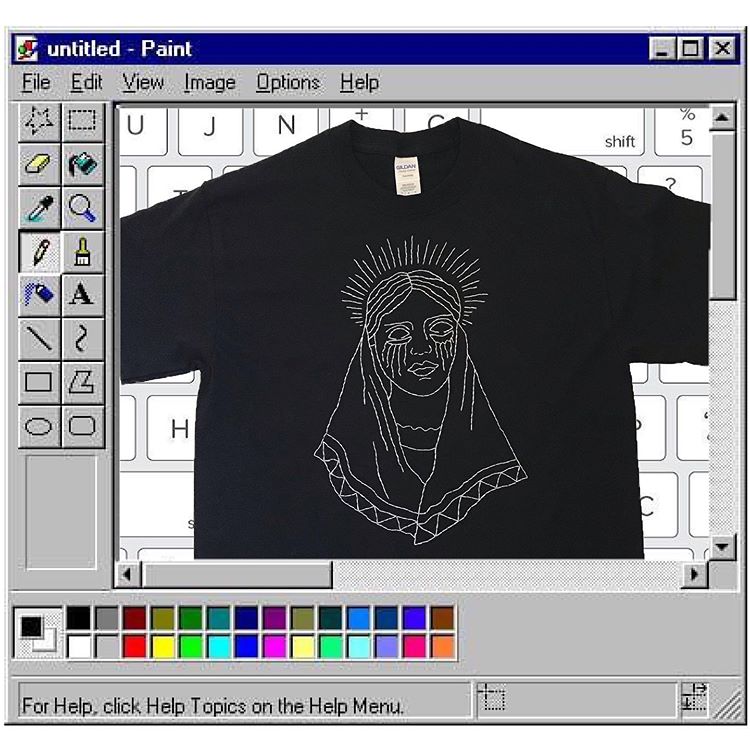 untitled - Paint
File Edit View Image Options Help
U J N C shift % 5
T ?
GILDAN
H P
s C
A
For Help, click Help Topics on the Help Menu.